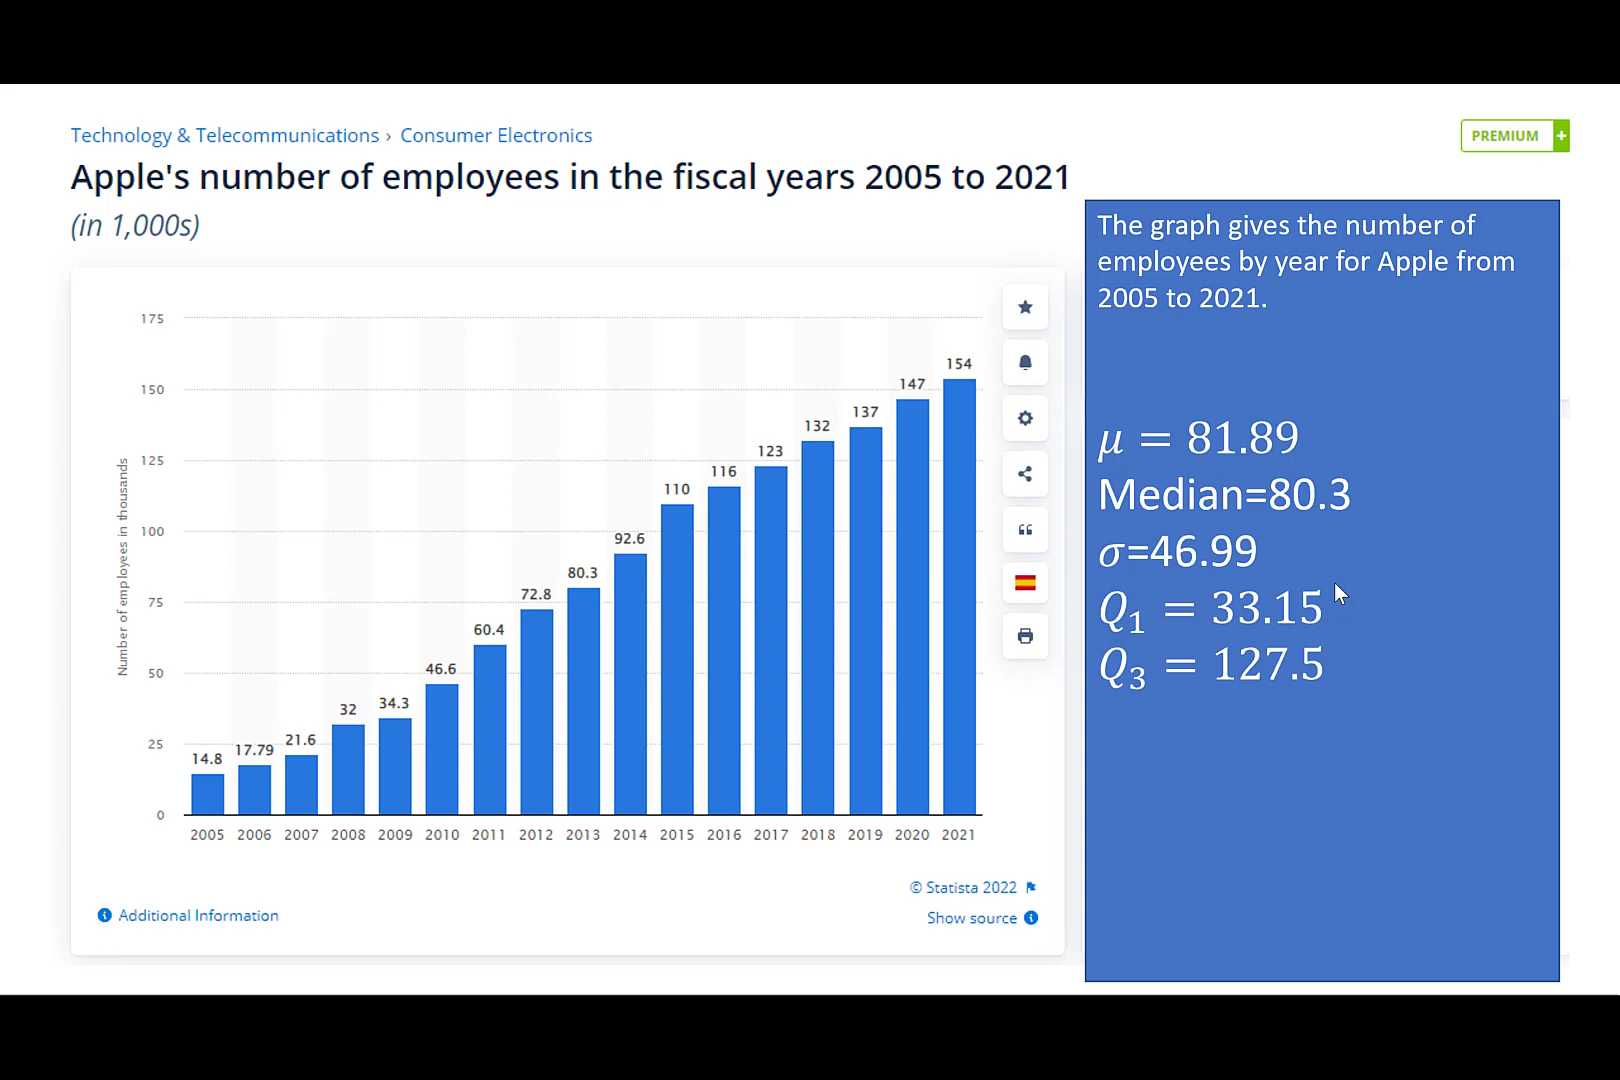 Technology & Telecommunications › Consumer Electronics
PREMIUM +
Apple's number of employees in the fiscal years 2005 to 2021
(in 1,000s)
The graph gives the number of
employees by year for Apple from
2005 to 2021.
μ = 81.89
Median=80.3
σ=46.99
Q₁ = 33.15
Q₃ = 127.5
Number of employees in thousands
175
150
125
100
75
50
25
0
14.8
17.79
21.6
32
34.3
46.6
60.4
72.8
80.3
92.6
110
116
123
132
137
147
154
2005 2006 2007 2008 2009 2010 2011 2012 2013 2014 2015 2016 2017 2018 2019 2020 2021
© Statista 2022
Additional Information
Show source